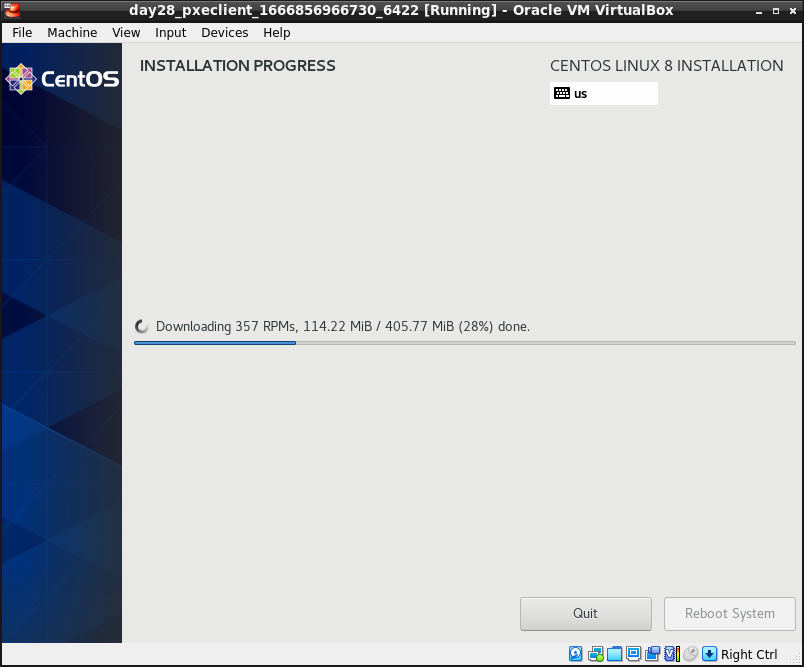 day28_pxeclient_1666856966730_6422 [Running] - Oracle VM VirtualBox
File Machine View Input Devices Help
CentOS
INSTALLATION PROGRESS
CENTOS LINUX 8 INSTALLATION
us
Downloading 357 RPMs, 114.22 MiB / 405.77 MiB (28%) done.
Quit
Reboot System
Right Ctrl